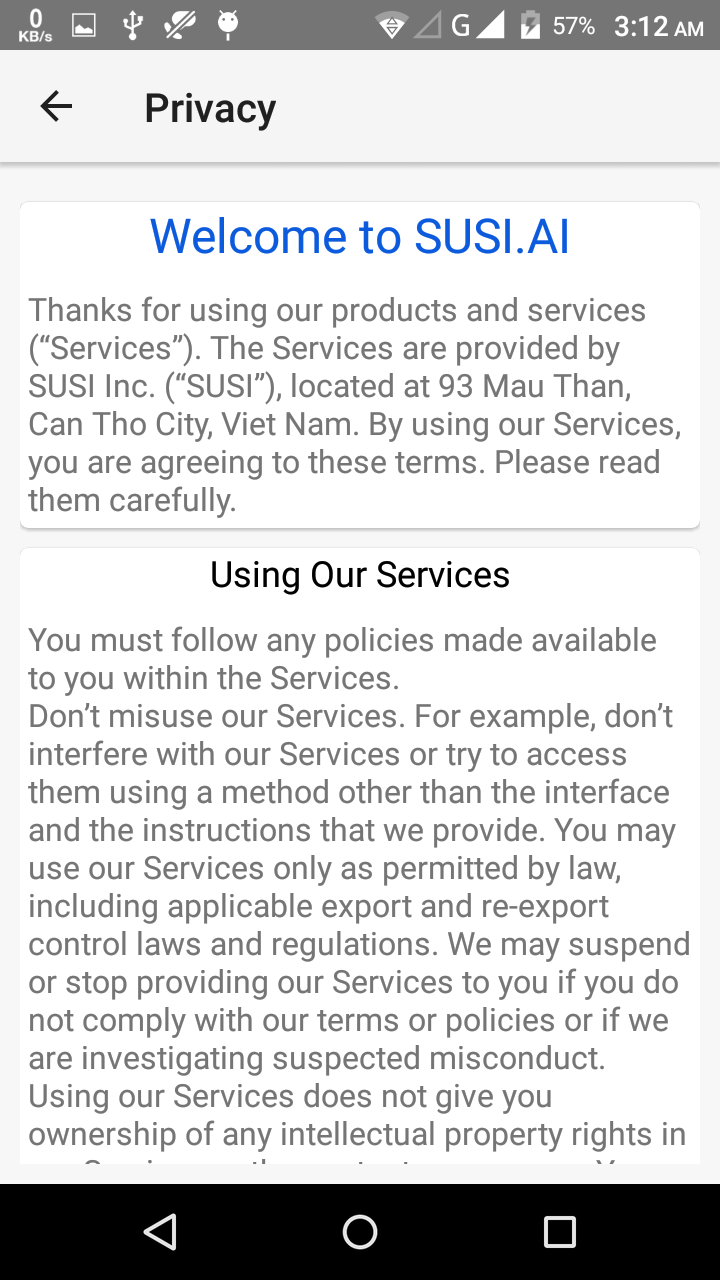 0
KB/s
G
57%
3:12 AM
Privacy
Welcome to SUSI.AI
Thanks for using our products and services
(“Services”). The Services are provided by
SUSI Inc. (“SUSI”), located at 93 Mau Than,
Can Tho City, Viet Nam. By using our Services,
you are agreeing to these terms. Please read
them carefully.
Using Our Services
You must follow any policies made available
to you within the Services.
Don’t misuse our Services. For example, don’t
interfere with our Services or try to access
them using a method other than the interface
and the instructions that we provide. You may
use our Services only as permitted by law,
including applicable export and re-export
control laws and regulations. We may suspend
or stop providing our Services to you if you do
not comply with our terms or policies or if we
are investigating suspected misconduct.
Using our Services does not give you
ownership of any intellectual property rights in